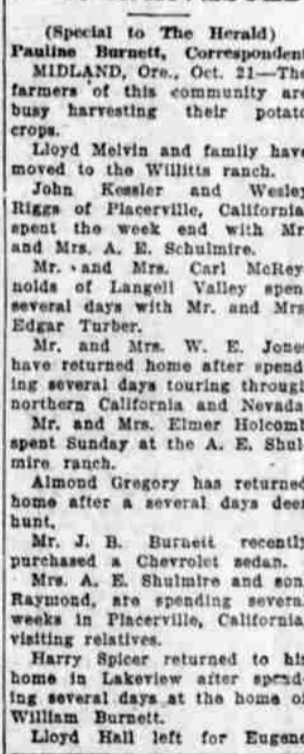 (Special to The Herald)
Pauline Burnett, Correspondent
MIDLAND, Ore., Oct. 21—The
farmers of this community are
busy harvesting their potato
crops.
Lloyd Melvin and family have
moved to the Willitts ranch.
John Kessler and Wesley
Riggs of Placerville, California
spent the week end with Mr
and Mrs. A. E. Schulmire.
Mr. and Mrs. Carl McRey-
nolds of Langell Valley spen
several days with Mr. and Mrs
Edgar Turber.
Mr. and Mrs. W. E. Jones
have returned home after spend
ing several days touring through
northern California and Nevada
Mr. and Mrs. Elmer Holcomb
spent Sunday at the A. E. Shul
mire ranch.
Almond Gregory has returned
home after a several days deer
hunt.
Mr. J. B. Burnett recently
purchased a Chevrolet sedan.
Mrs. A. E. Shulmire and son
Raymond, are spending severa
weeks in Placerville, California
visiting relatives.
Harry Spicer returned to his
home in Lakeview after spend-
ing several days at the home of
William Burnett.
Lloyd Hall left for Eugene